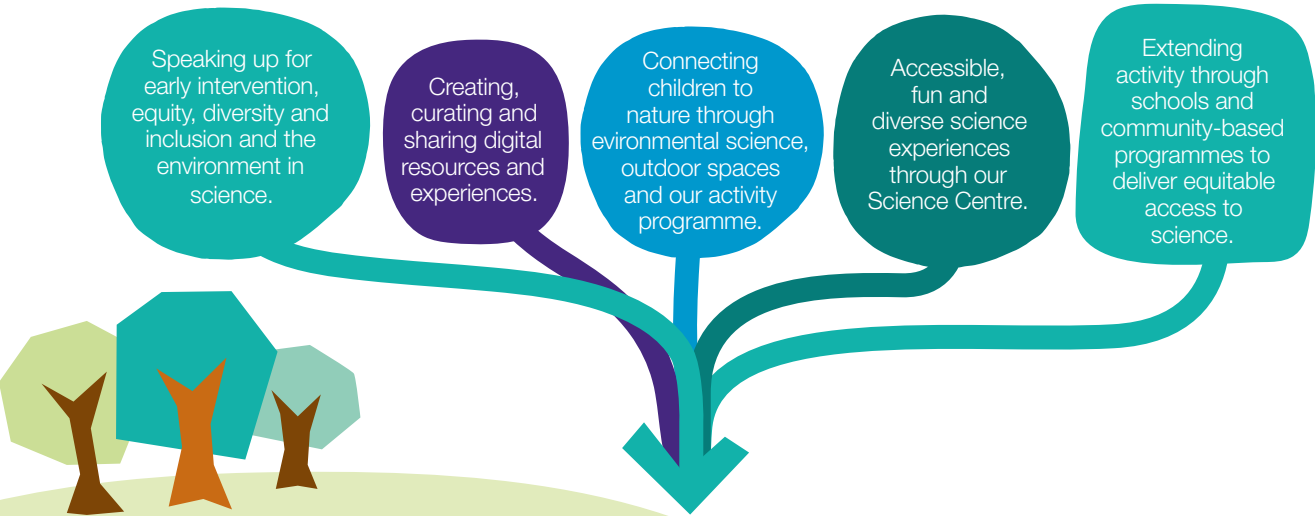 Speaking up for
early intervention,
equity, diversity and
inclusion and the
environment in
science.
Creating,
curating and
sharing digital
resources and
experiences.
Connecting
children to
nature through
evironmental science,
outdoor spaces
and our activity
programme.
Accessible,
fun and
diverse science
experiences
through our
Science Centre.
Extending
activity through
schools and
community-based
programmes to
deliver equitable
access to
science.